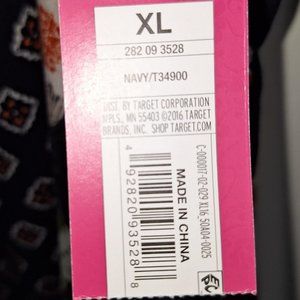 XL
282 09 3528
NAVY/T34900
DIST. BY TARGET CORPORATION
MPLS., MN 55403 ©2016 TARGET
BRANDS, INC. SHOP TARGET.COM
MADE IN CHINA
4 92820 93528 8
EPC